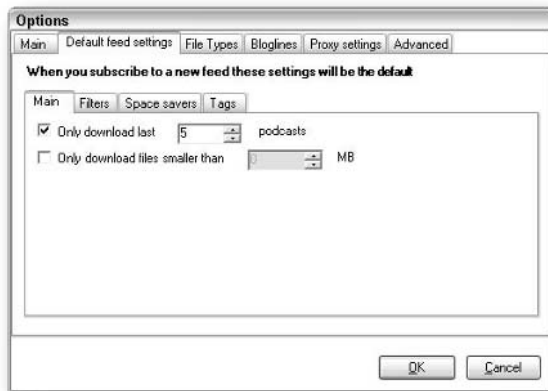 Options
Main Default feed settings File Types Bloglines Proxy settings Advanced
When you subscribe to a new feed these settings will be the default
Main Filters Space savers Tags
Only download last 5 podcasts
Only download files smaller than 0 MB
OK Cancel